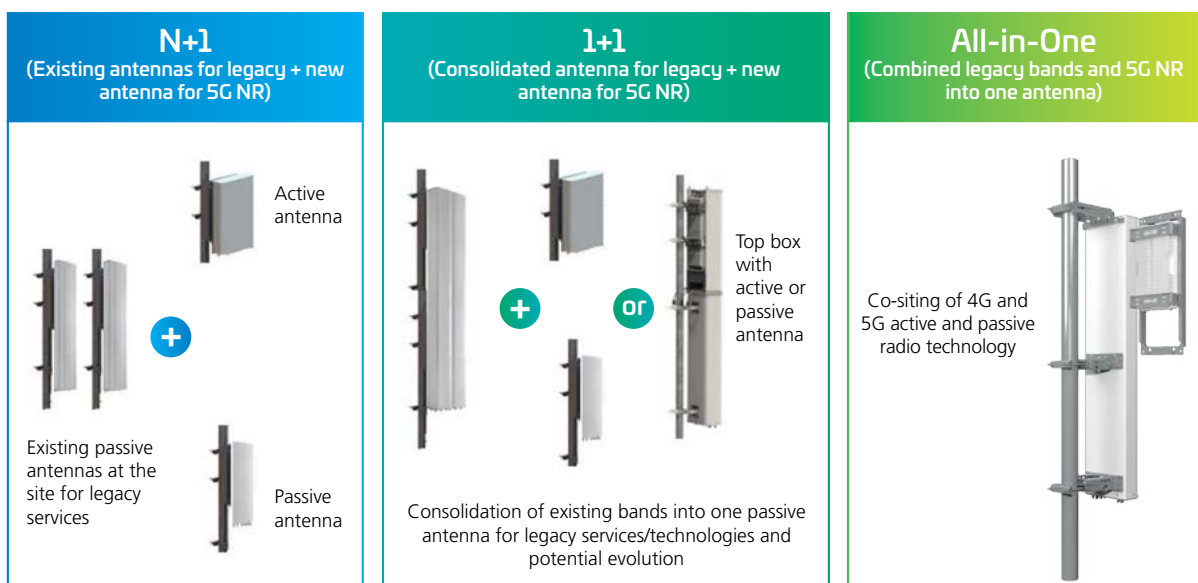 N+1
(Existing antennas for legacy + new
antenna for 5G NR)
Active
antenna
+
Existing passive
antennas at the
site for legacy
services
Passive
antenna
1+1
(Consolidated antenna for legacy + new
antenna for 5G NR)
+
or
Top box
with
active or
passive
antenna
Consolidation of existing bands into one passive
antenna for legacy services/technologies and
potential evolution
All-in-One
(Combined legacy bands and 5G NR
into one antenna)
Co-siting of 4G and
5G active and passive
radio technology